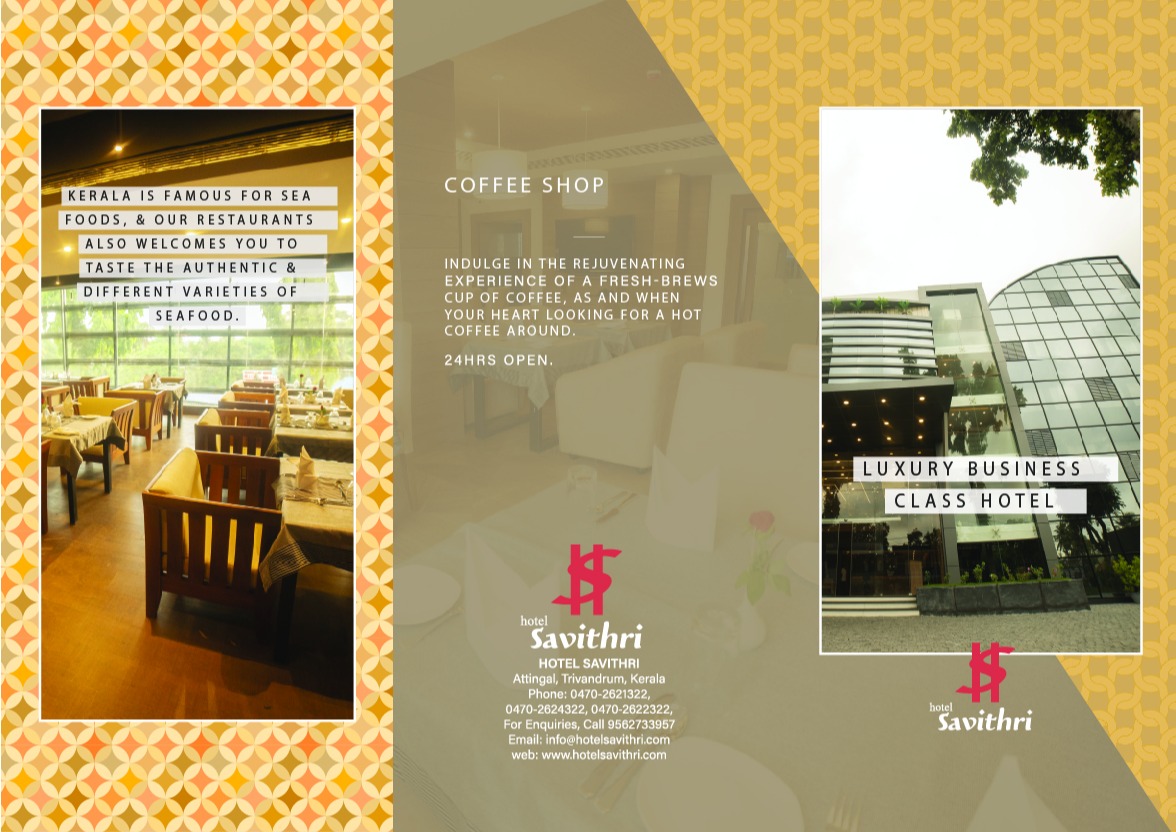 KERALA IS FAMOUS FOR SEA
FOODS, & OUR RESTAURANTS
ALSO WELCOMES YOU TO
TASTE THE AUTHENTIC &
DIFFERENT VARIETIES OF
SEAFOOD.
COFFEE SHOP
INDULGE IN THE REJUVENATING
EXPERIENCE OF A FRESH-BREWS
CUP OF COFFEE, AS AND WHEN
YOUR HEART LOOKING FOR A HOT
COFFEE AROUND.
24HRS OPEN.
hotel
Savithri
HOTEL SAVITHRI
Attingal, Trivandrum, Kerala
Phone: 0470-2621322,
0470-2624322, 0470-2622322,
For Enquiries, Call 9562733957
Email: info@hotelsavithri.com
web: www.hotelsavithri.com
LUXURY BUSINESS
CLASS HOTEL
hotel
Savithri